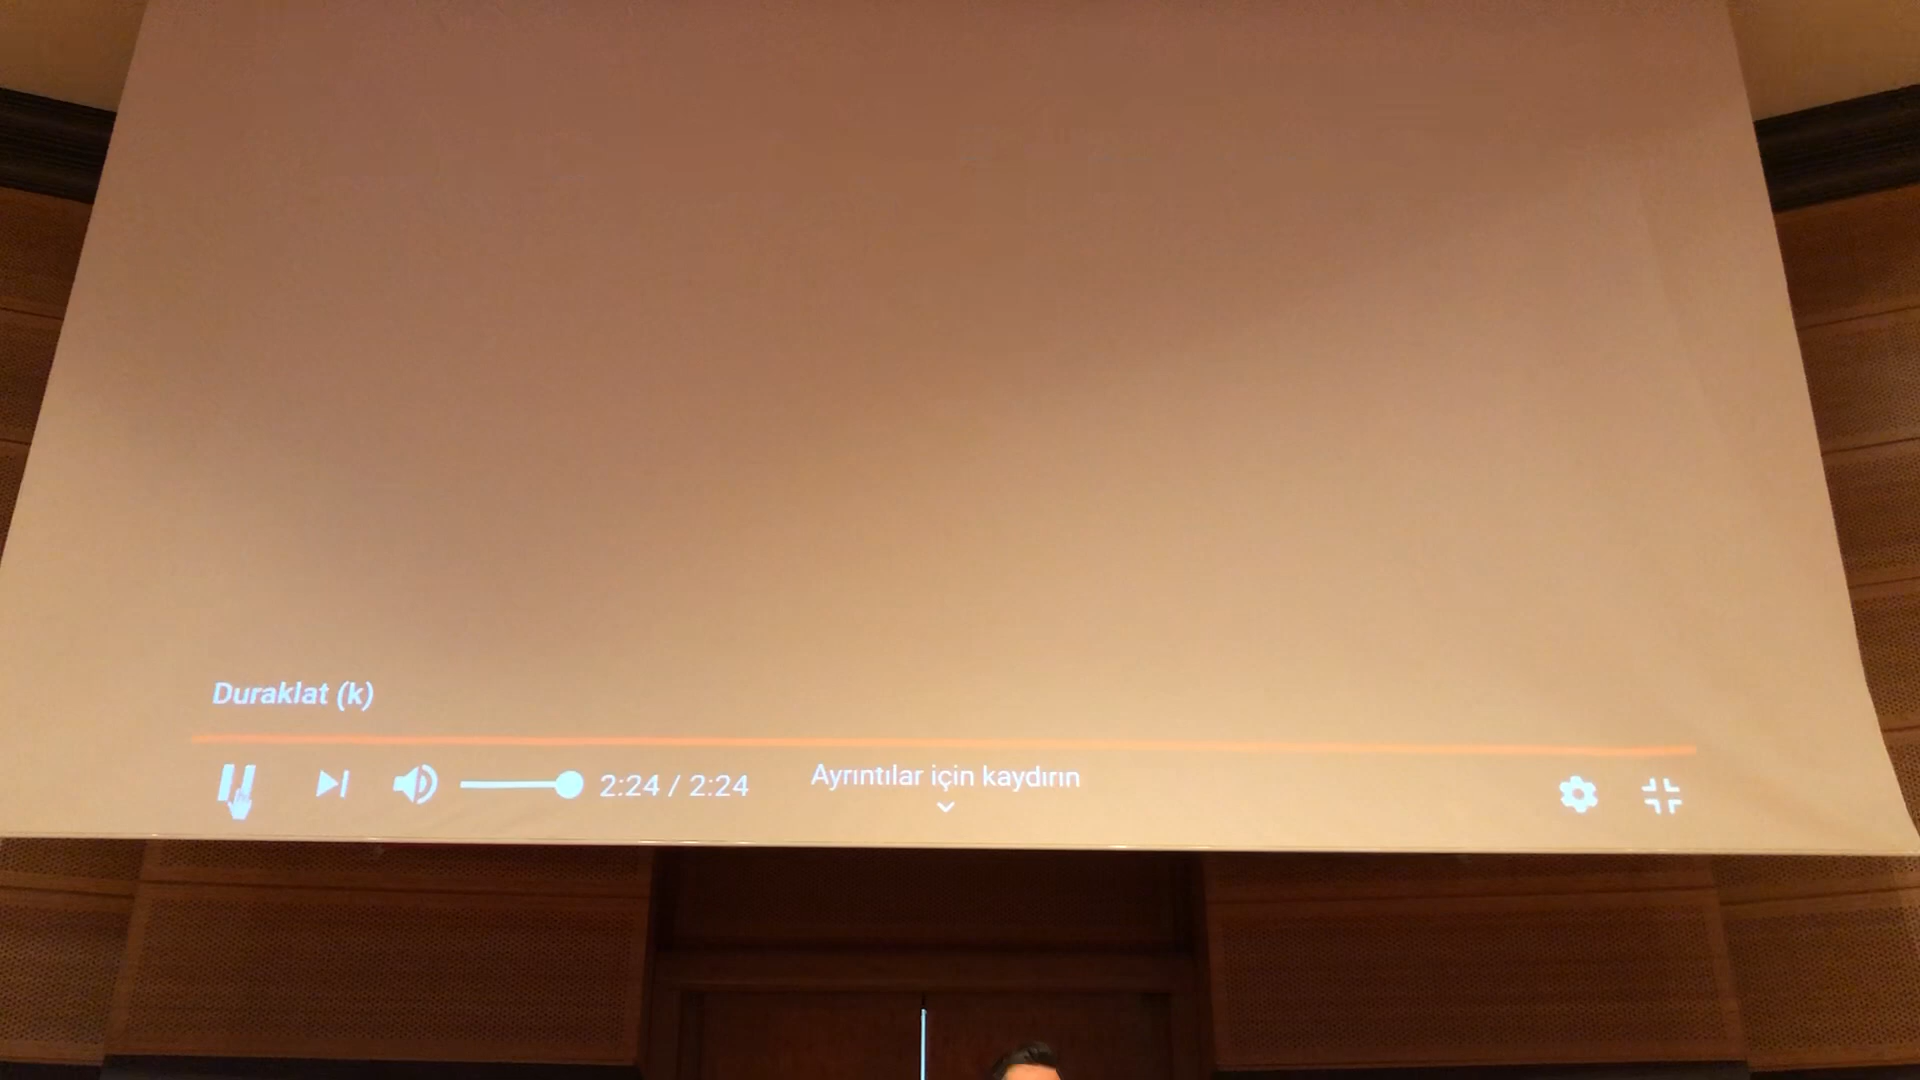 Duraklat (k)
2:24 / 2:24
Ayrıntılar için kaydırın